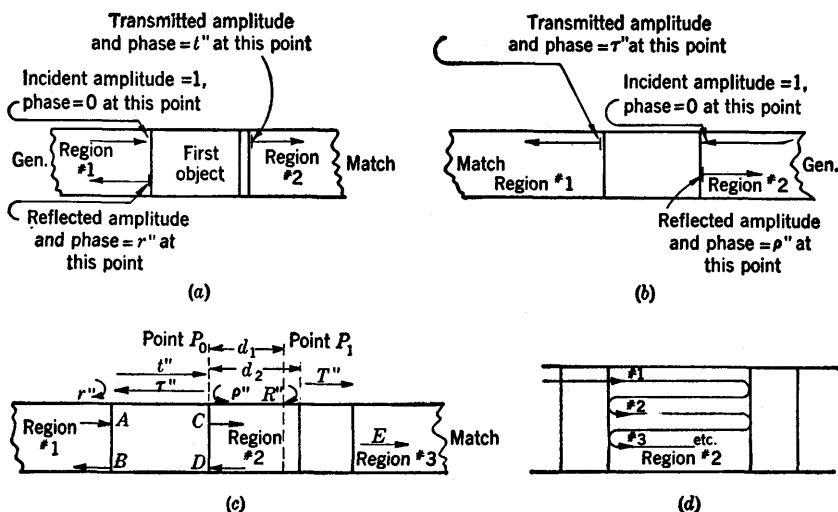 Transmitted amplitude
and phase = t" at this point
Incident amplitude = 1,
phase = 0 at this point
Gen.
Region
#1
First
object
Region
#2
Match
Reflected amplitude
and phase = r" at
this point
(a)
Transmitted amplitude
and phase = τ" at this point
Incident amplitude = 1,
phase = 0 at this point
Match
Region #1
Region #2
Gen.
Reflected amplitude
and phase = ρ" at
this point
(b)
Point P₀
d₁
Point P₁
t"
d₂
T"
r"
τ"
ρ"
R"
Region
#1
A
B
C
D
Region
#2
E
Region #3
Match
(c)
#1
#2
#3
etc.
Region #2
(d)